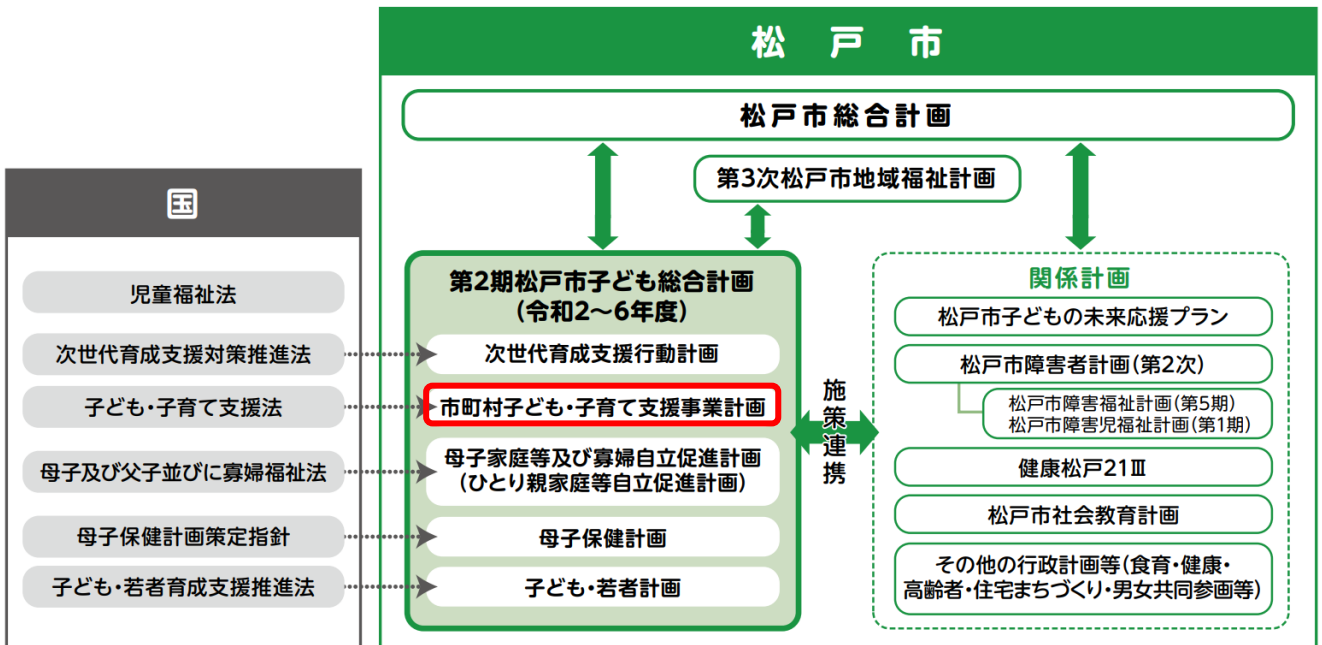 松戸市
松戸市総合計画
第3次松戸市地域福祉計画
国
児童福祉法
次世代育成支援対策推進法
子ども・子育て支援法
母子及び父子並びに寡婦福祉法
母子保健計画策定指針
子ども・若者育成支援推進法
第2期松戸市子ども総合計画
(令和2〜6年度)
次世代育成支援行動計画
市町村子ども・子育て支援事業計画
母子家庭等及び寡婦自立促進計画
(ひとり親家庭等自立促進計画)
母子保健計画
子ども・若者計画
施策連携
関係計画
松戸市子どもの未来応援プラン
松戸市障害者計画(第2次)
松戸市障害福祉計画(第5期)
松戸市障害児福祉計画(第1期)
健康松戸21Ⅲ
松戸市社会教育計画
その他の行政計画等(食育・健康・
高齢者・住宅まちづくり・男女共同参画等)